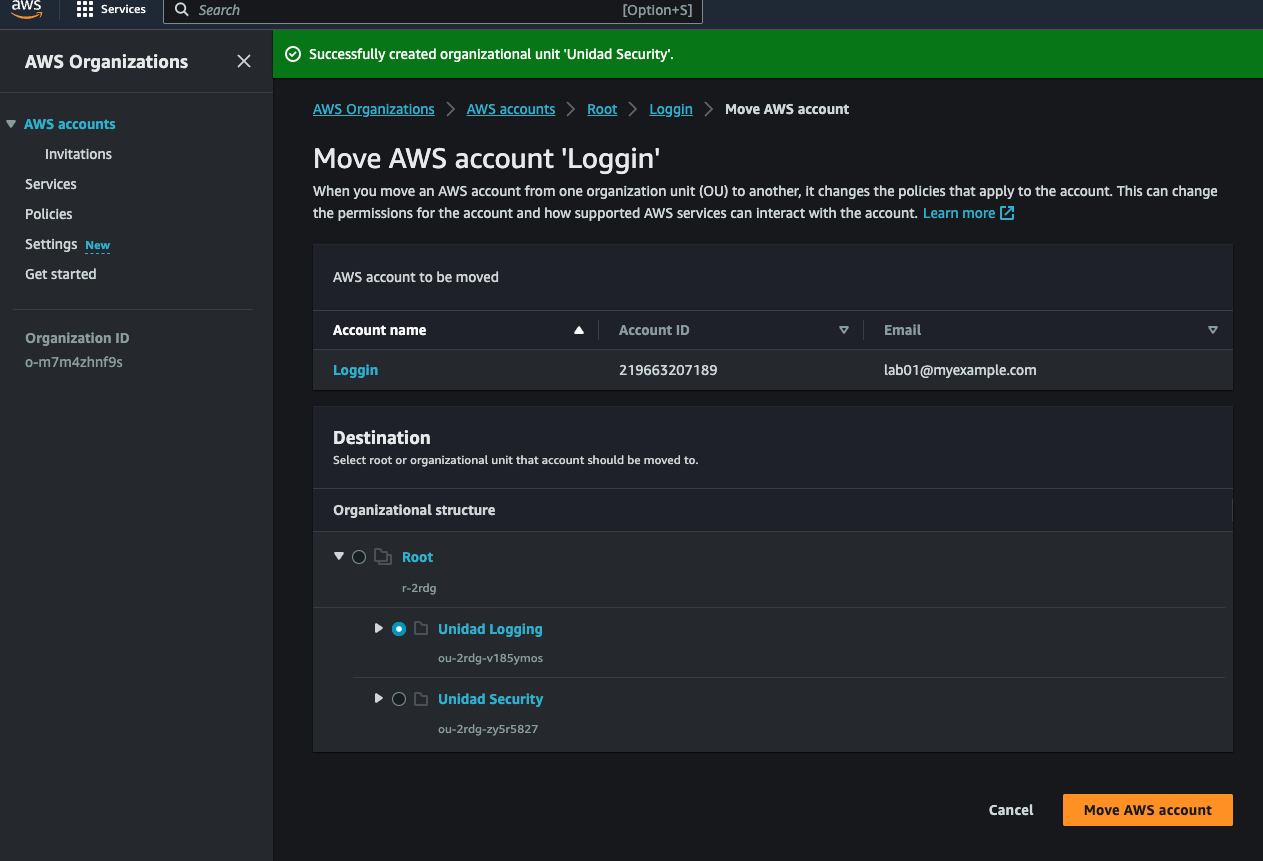 aws
Services
Search
[Option+S]
AWS Organizations
Successfully created organizational unit 'Unidad Security'.
AWS accounts
Invitations
Services
Policies
Settings New
Get started
Organization ID
o-m7m4zhnf9s
AWS Organizations > AWS accounts > Root > Loggin > Move AWS account
Move AWS account 'Loggin'
When you move an AWS account from one organization unit (OU) to another, it changes the policies that apply to the account. This can change
the permissions for the account and how supported AWS services can interact with the account. Learn more
AWS account to be moved
Account name Account ID Email
Loggin 219663207189 lab01@myexample.com
Destination
Select root or organizational unit that account should be moved to.
Organizational structure
Root
r-2rdg
Unidad Logging
ou-2rdg-v185ymos
Unidad Security
ou-2rdg-zy5r5827
Cancel Move AWS account